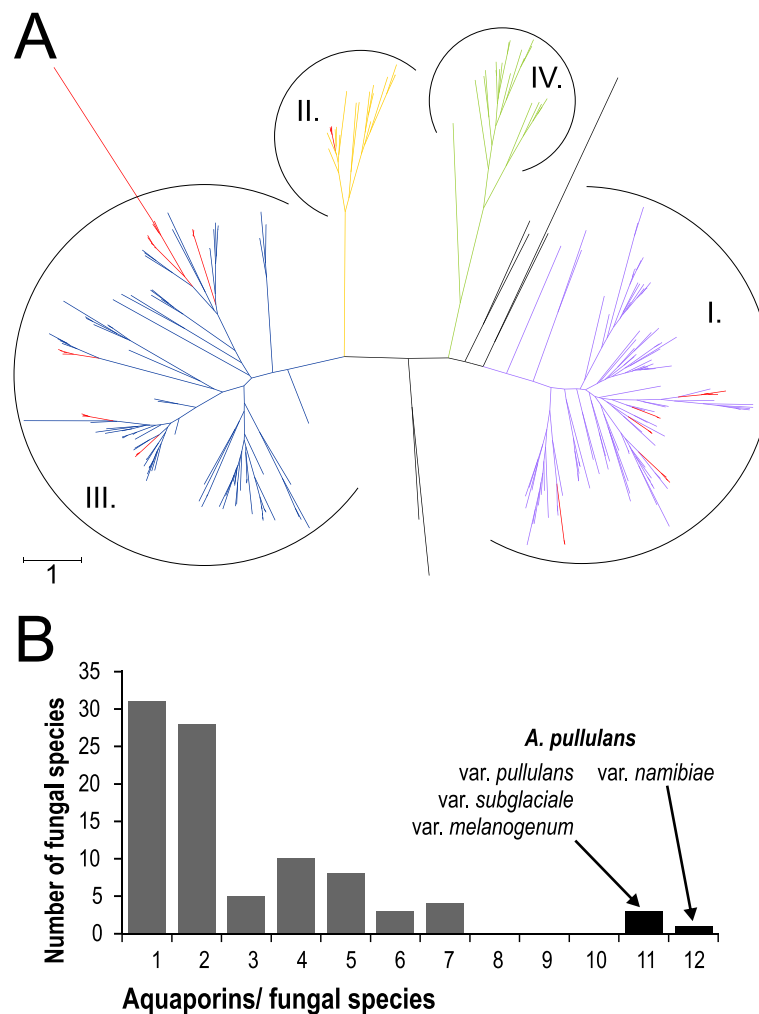 A
II.
IV.
I.
III.
1
B
35
30
25
20
15
10
5
0
Number of fungal species
A. pullulans
var. pullulans var. namibiae
var. subglaciale
var. melanogenum
1 2 3 4 5 6 7 8 9 10 11 12
Aquaporins/ fungal species